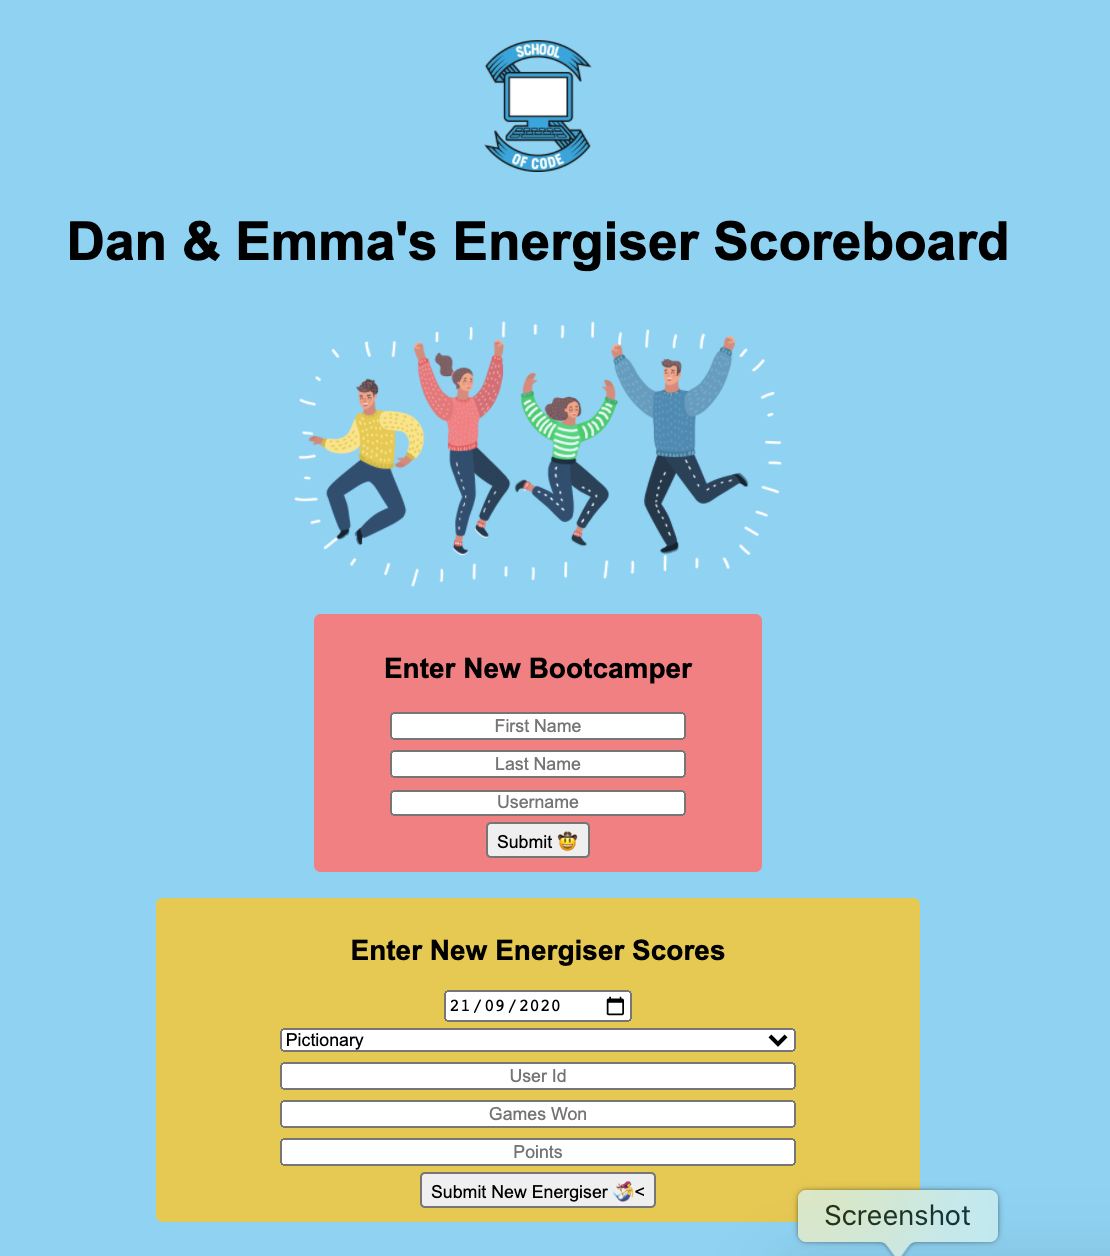 SCHOOL
OF CODE
Dan & Emma's Energiser Scoreboard
Enter New Bootcamper
First Name
Last Name
Username
Submit 🤠
Enter New Energiser Scores
21/09/2020
Pictionary
User Id
Games Won
Points
Submit New Energiser 🧜‍♀️<
Screenshot